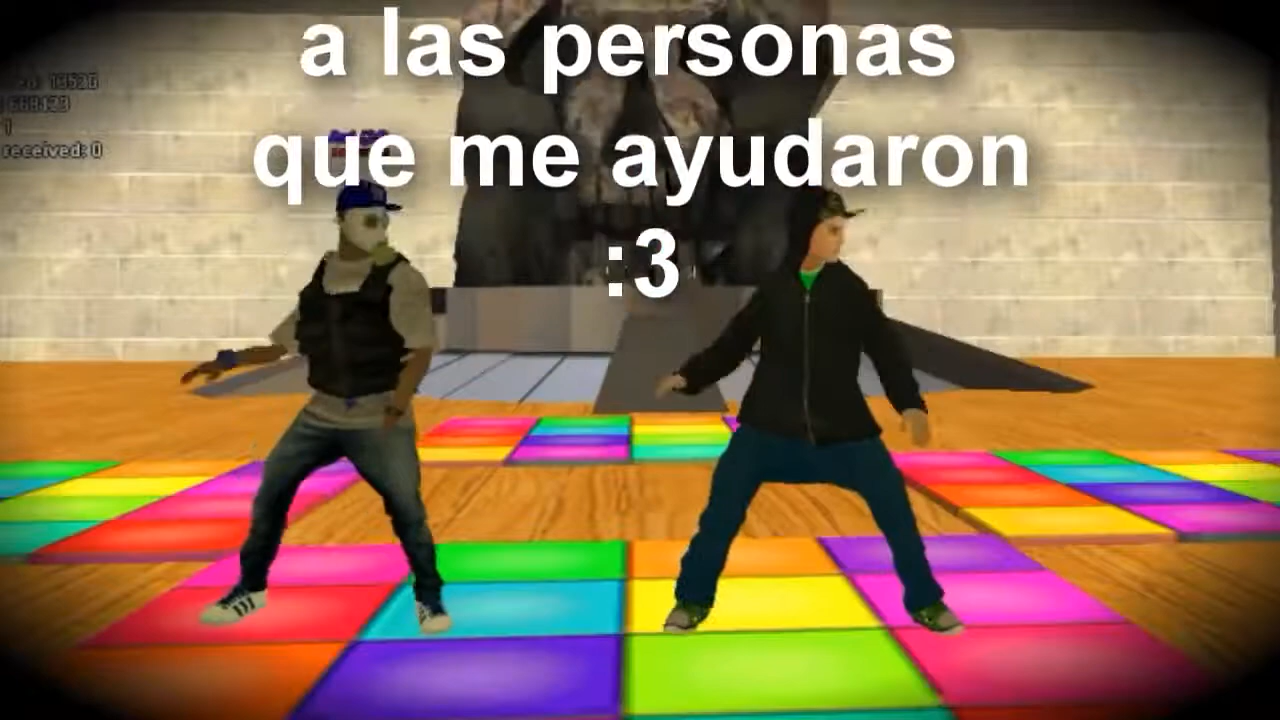 a las personas
que me ayudaron
:3
received: 0